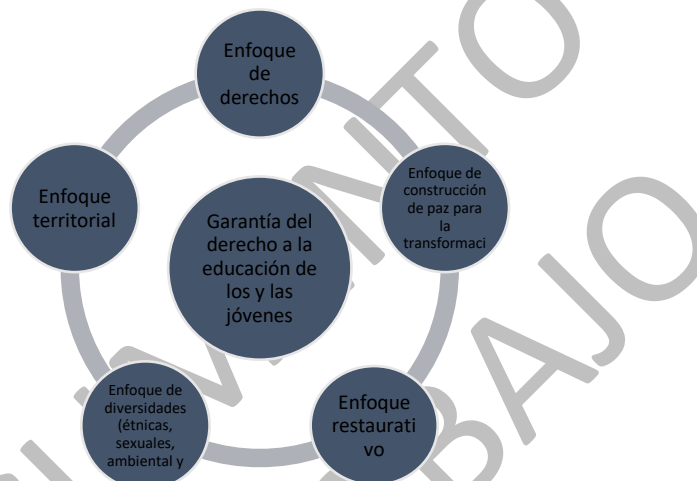 Enfoque
de
derechos
Enfoque de
construcción
de paz para
la
transformaci
Enfoque
restaurati
vo
Enfoque de
diversidades
(étnicas,
sexuales,
ambiental y
Enfoque
territorial
Garantía del
derecho a la
educación de
los y las
jóvenes